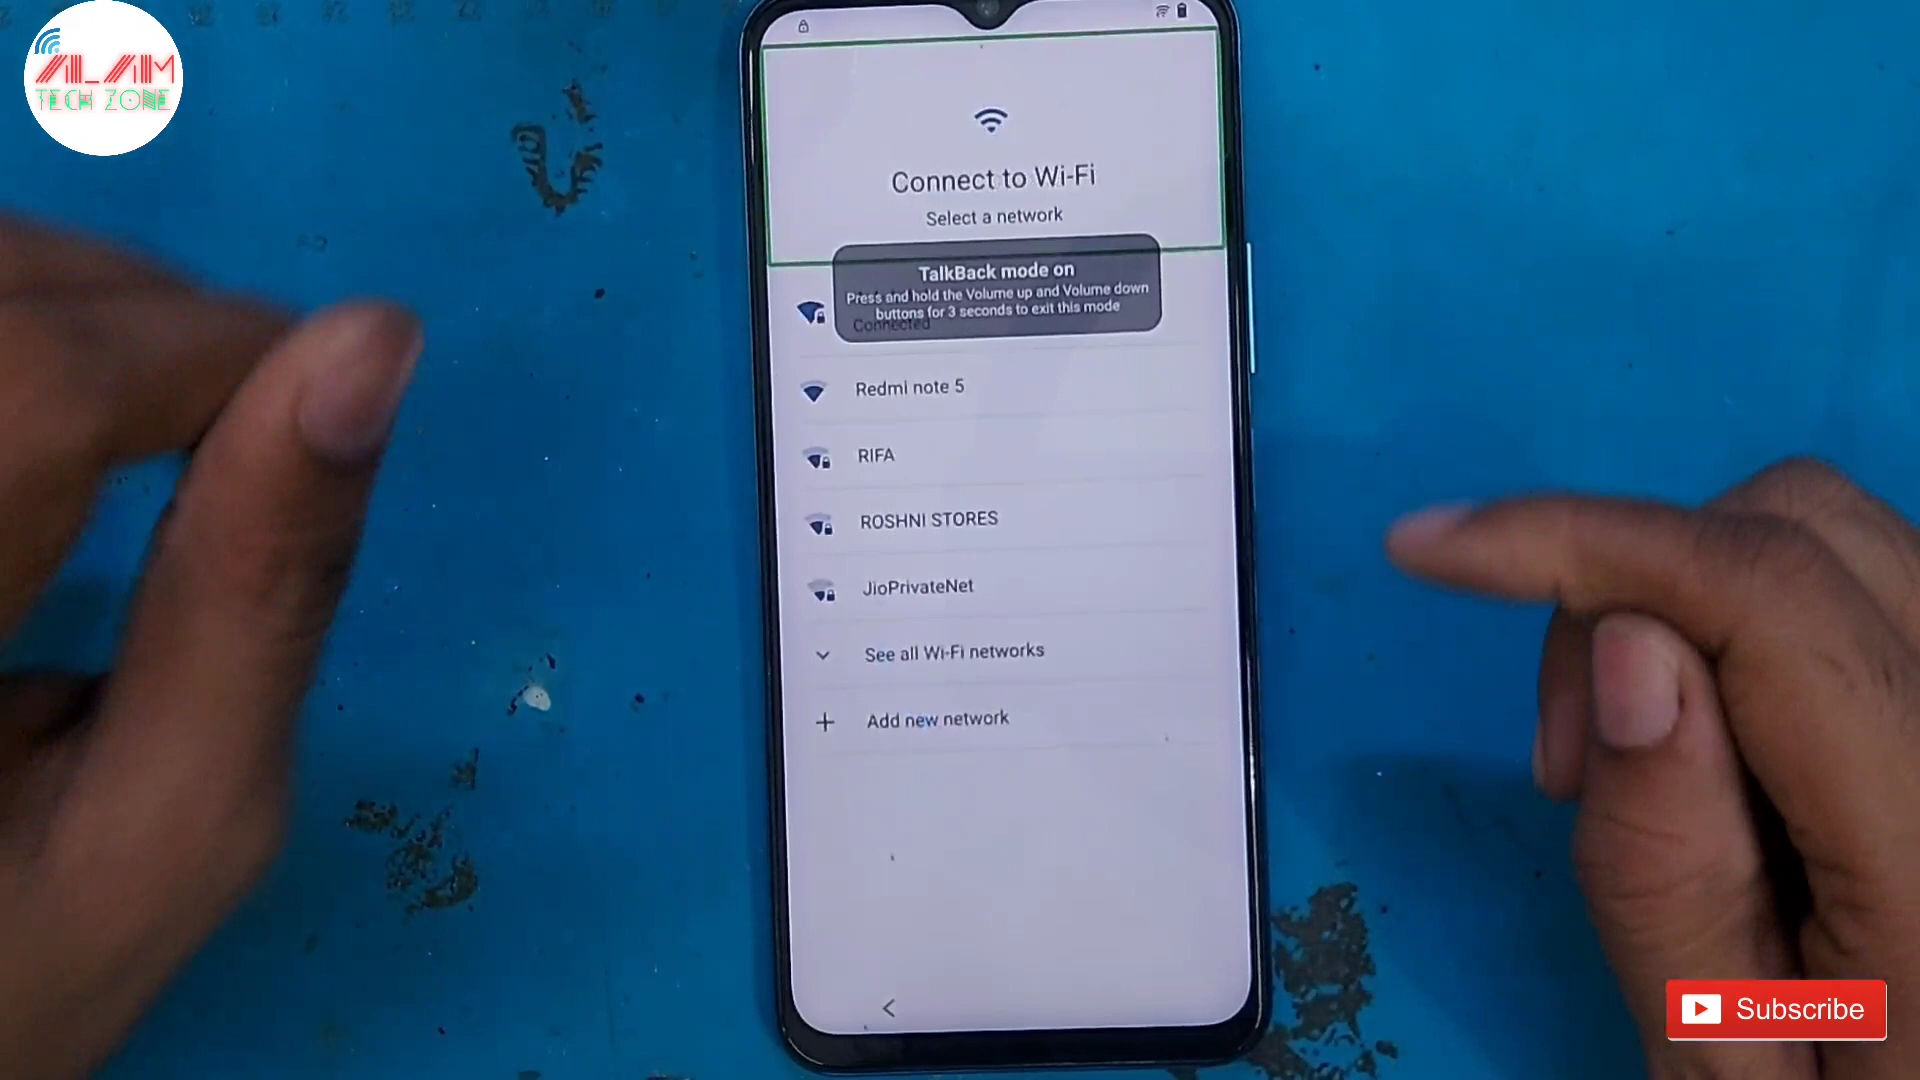 ALAM
TECH ZONE
Connect to Wi-Fi
Select a network
TalkBack mode on
Press and hold the Volume up and Volume down
buttons for 3 seconds to exit this mode
Connected
Redmi note 5
RIFA
ROSHNI STORES
JioPrivateNet
See all Wi-Fi networks
Add new network
Subscribe